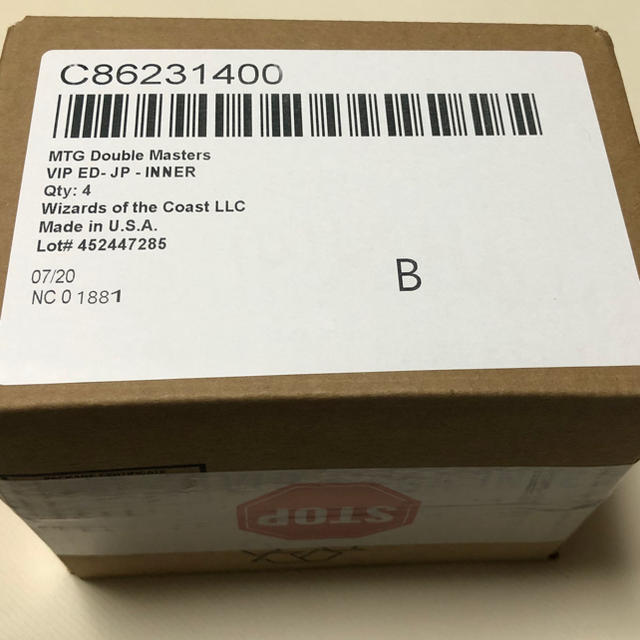 C86231400
MTG Double Masters
VIP ED- JP - INNER
Qty: 4
Wizards of the Coast LLC
Made in U.S.A.
Lot# 452447285
07/20
NC 0 1881
B
STOP